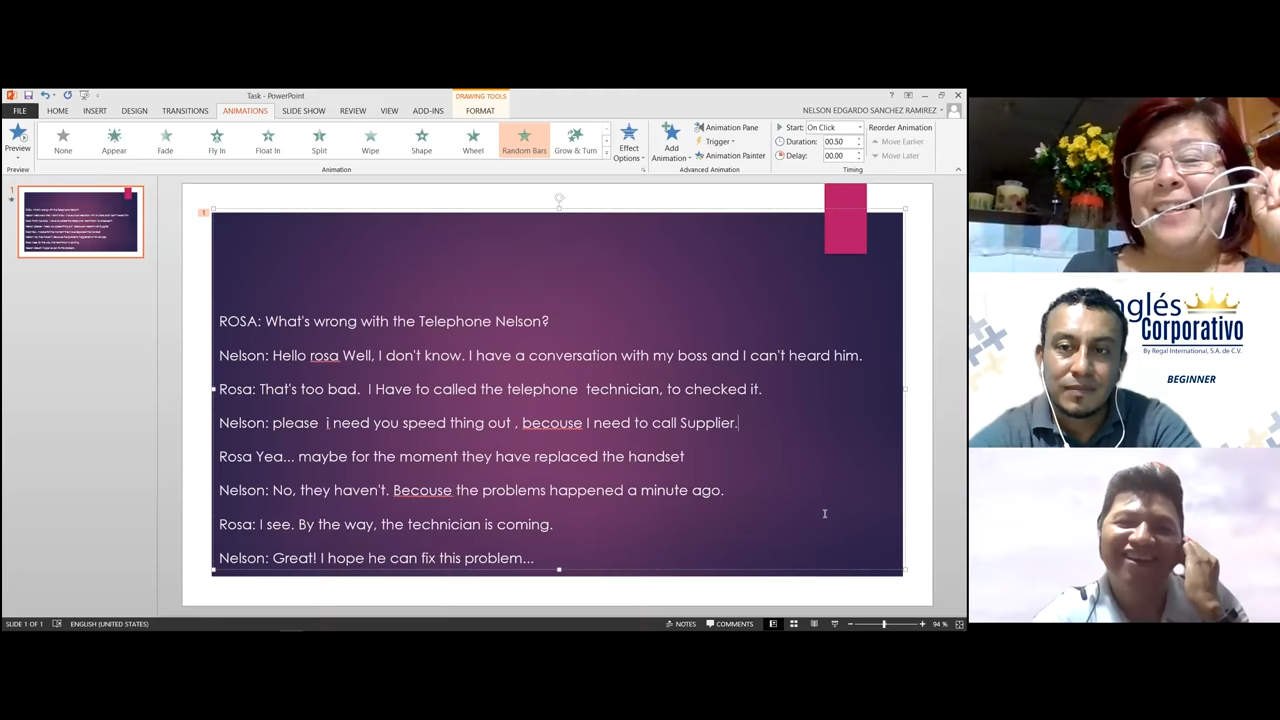 Task - PowerPoint
DRAWING TOOLS
FILE HOME INSERT DESIGN TRANSITIONS ANIMATIONS SLIDE SHOW REVIEW VIEW ADD-INS FORMAT
NELSON EDGARDO SANCHEZ RAMIREZ
Preview
None Appear Fade Fly In Float In Split Wipe Shape Wheel Random Bars Grow & Turn
Effect Options
Add Animation
Animation Pane
Trigger
Animation Painter
Start: On Click
Duration: 00.50
Delay: 00.00
Reorder Animation
Move Earlier
Move Later
Preview Animation Advanced Animation Timing
1
1
ROSA: What's wrong with the Telephone Nelson?
Nelson: Hello rosa Well, I don't know. I have a conversation with my boss and I can't heard him.
Rosa: That's too bad. I Have to called the telephone technician, to checked it.
Nelson: please i need you speed thing out , becouse I need to call Supplier.
Rosa Yea... maybe for the moment they have replaced the handset
Nelson: No, they haven't. Becouse the problems happened a minute ago.
Rosa: I see. By the way, the technician is coming.
Nelson: Great! I hope he can fix this problem...
SLIDE 1 OF 1 ENGLISH (UNITED STATES) NOTES COMMENTS 94 %
nglés
Corporativo
By Regal International, S.A. de C.V.
BEGINNER